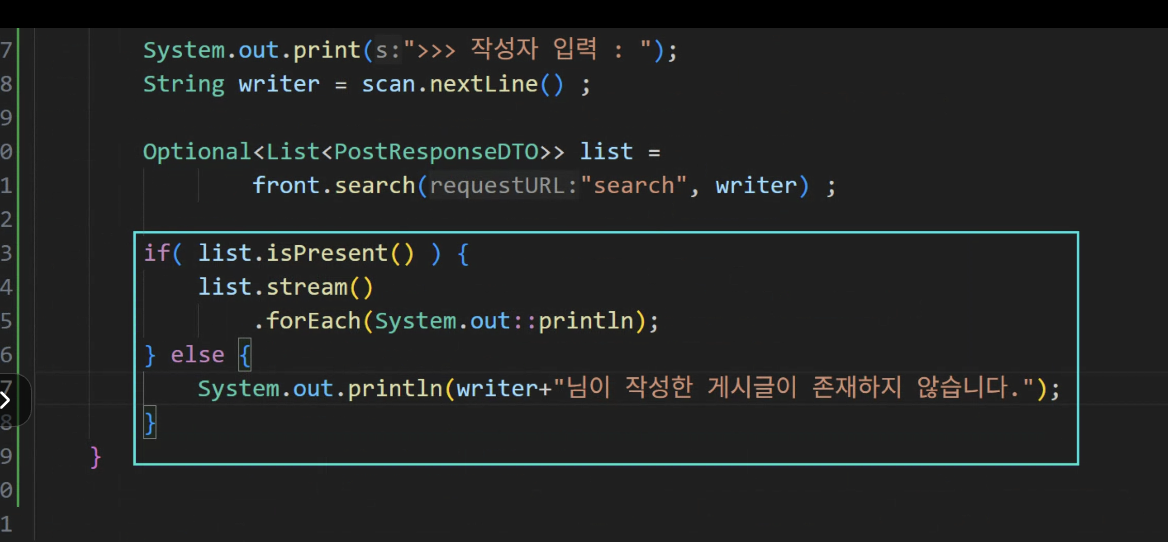 7 System.out.print(s:">>> 작성자 입력 : ");
8 String writer = scan.nextLine() ;
9
0 Optional<List<PostResponseDTO>> list =
1 front.search(requestURL:"search", writer) ;
2
3 if( list.isPresent() ) {
4 list.stream()
5 .forEach(System.out::println);
6 } else {
7 System.out.println(writer+"님이 작성한 게시글이 존재하지 않습니다.");
8 }
9 }
0
1